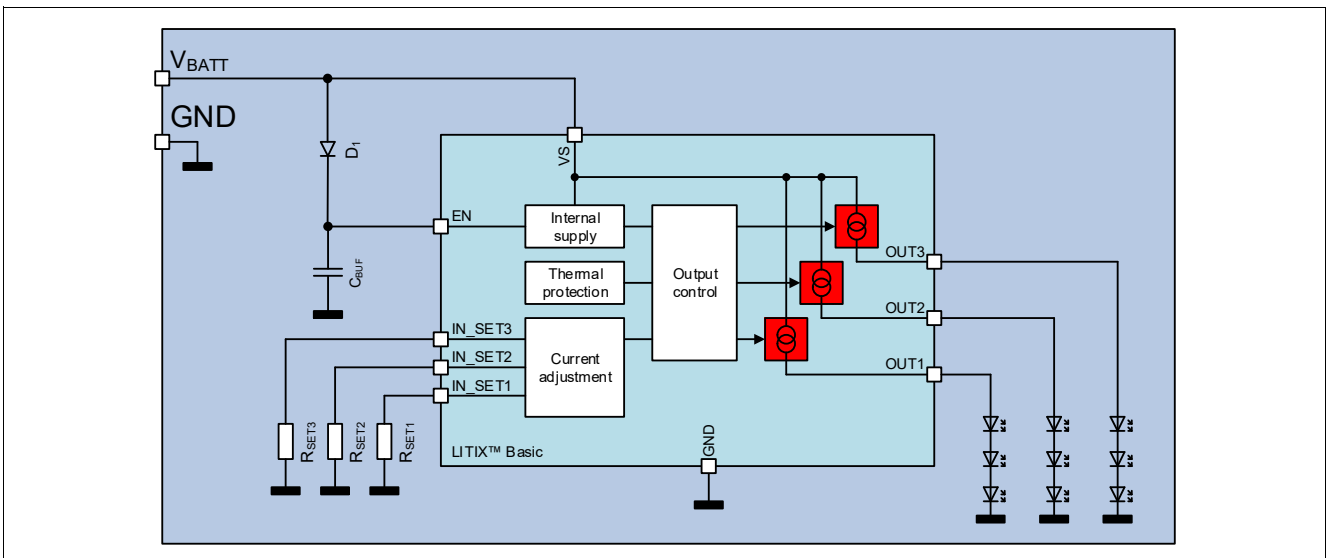 VBATT
GND
D1
VS
EN
Internal
supply
OUT3
CBUF
Thermal
protection
Output
control
OUT2
IN_SET3
IN_SET2
Current
adjustment
OUT1
IN_SET1
RSET3
RSET2
RSET1
GND
LITIX™ Basic